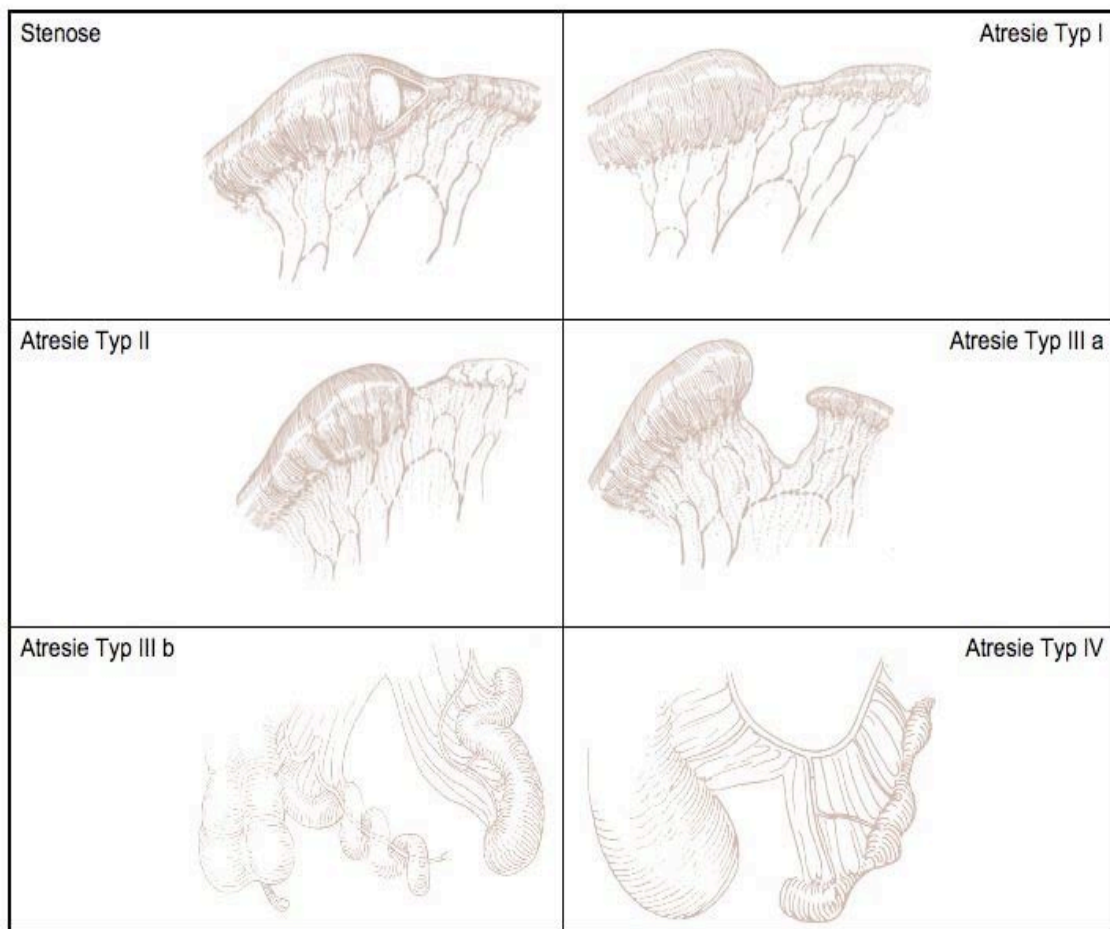 Stenose
Atresie Typ I
Atresie Typ II
Atresie Typ III a
Atresie Typ III b
Atresie Typ IV